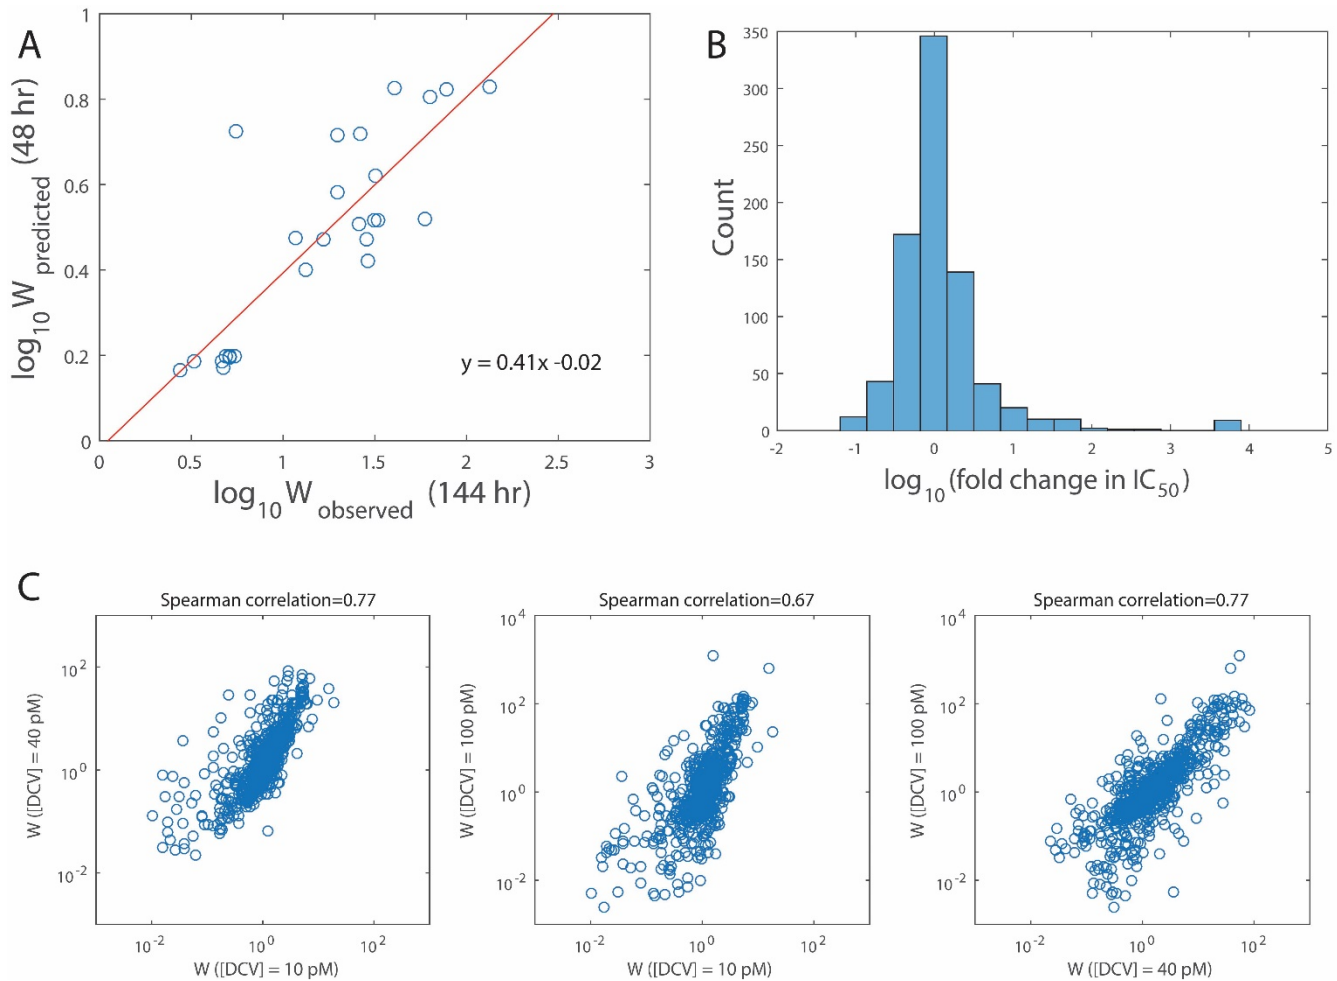 A
log10W predicted (48 hr)
1
0.8
0.6
0.4
0.2
0
y = 0.41x -0.02
0 0.5 1 1.5 2 2.5 3
log10W observed (144 hr)
B
Count
350
300
250
200
150
100
50
0
-2 -1 0 1 2 3 4 5
log10(fold change in IC50)
C
Spearman correlation=0.77
W ([DCV] = 40 pM)
10^2
10^0
10^-2
10^-2 10^0 10^2
W ([DCV] = 10 pM)
Spearman correlation=0.67
W ([DCV] = 100 pM)
10^4
10^2
10^0
10^-2
10^-2 10^0 10^2
W ([DCV] = 10 pM)
Spearman correlation=0.77
W ([DCV] = 100 pM)
10^4
10^2
10^0
10^-2
10^-2 10^0 10^2
W ([DCV] = 40 pM)